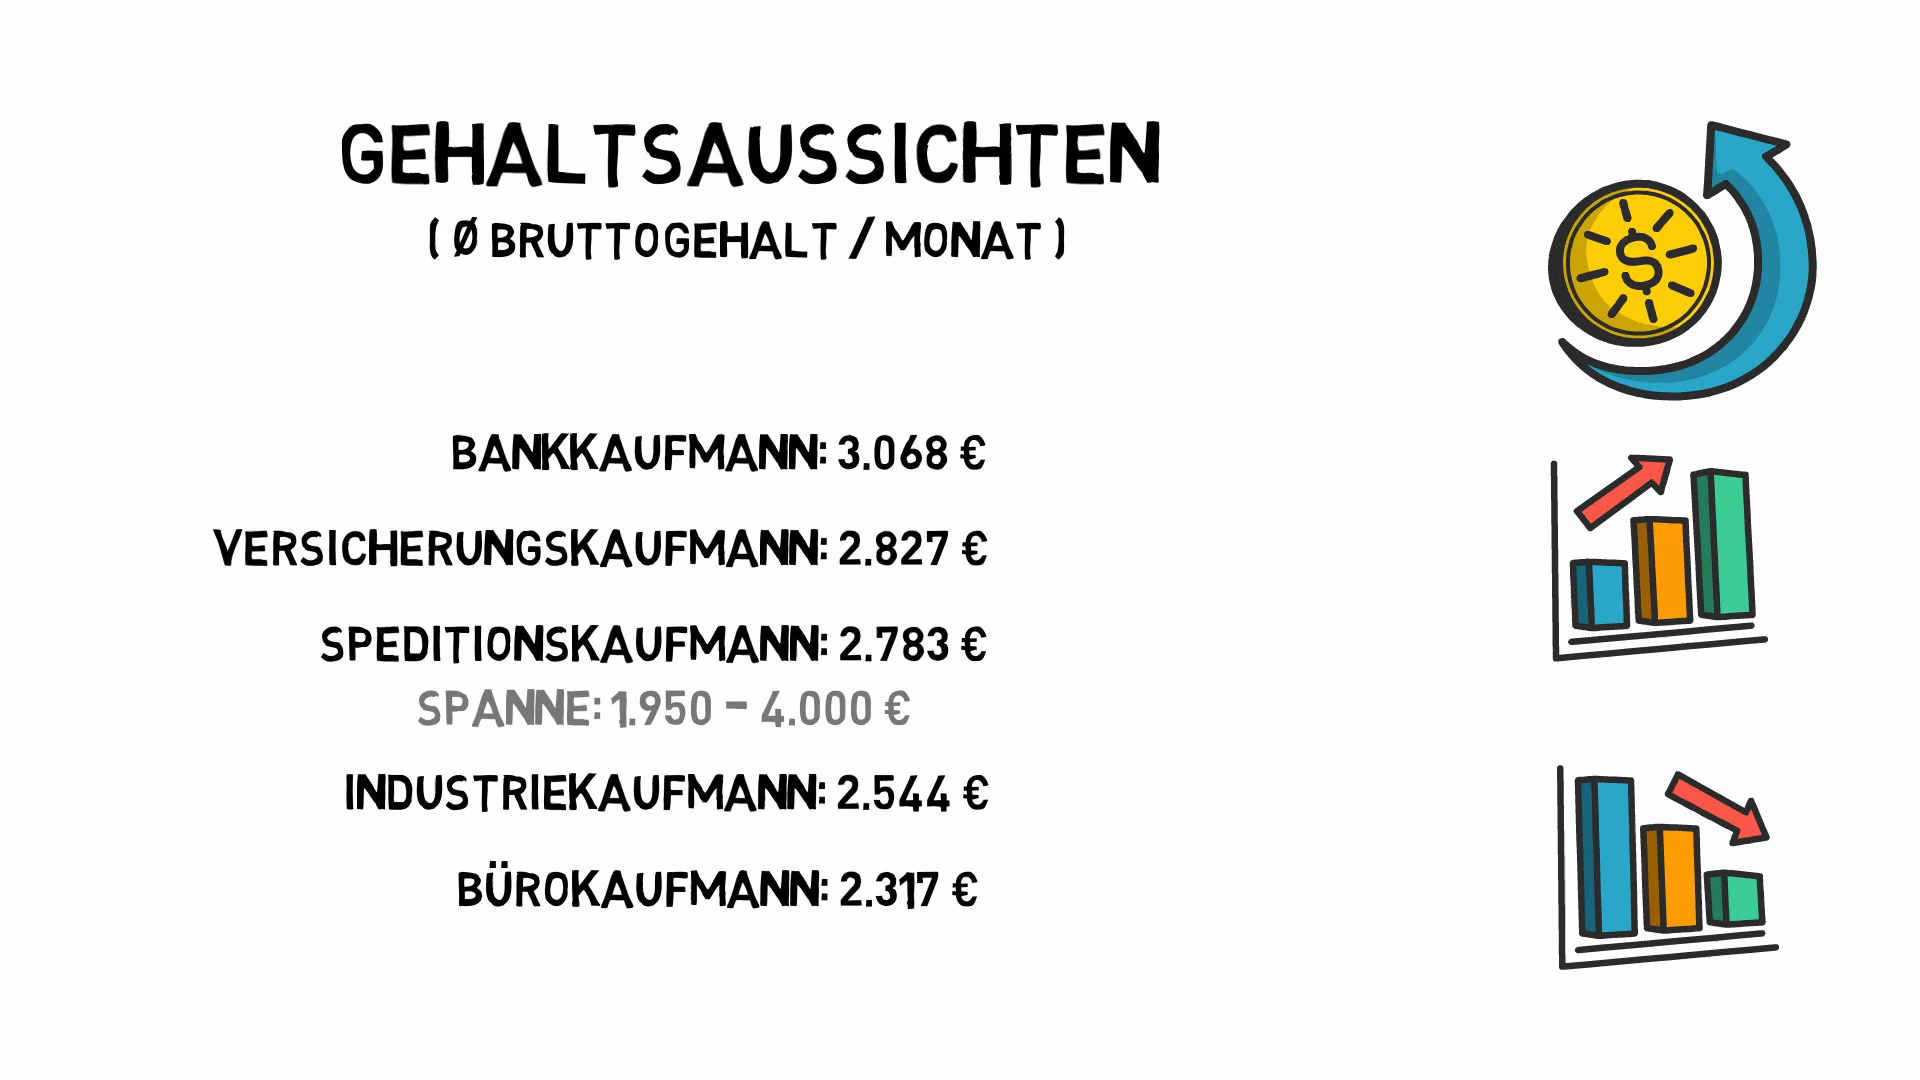 GEHALTSAUSSICHTEN
( Ø BRUTTOGEHALT / MONAT )
BANKKAUFMANN: 3.068 €
VERSICHERUNGSKAUFMANN: 2.827 €
SPEDITIONSKAUFMANN: 2.783 €
SPANNE: 1.950 – 4.000 €
INDUSTRIEKAUFMANN: 2.544 €
BÜROKAUFMANN: 2.317 €
$